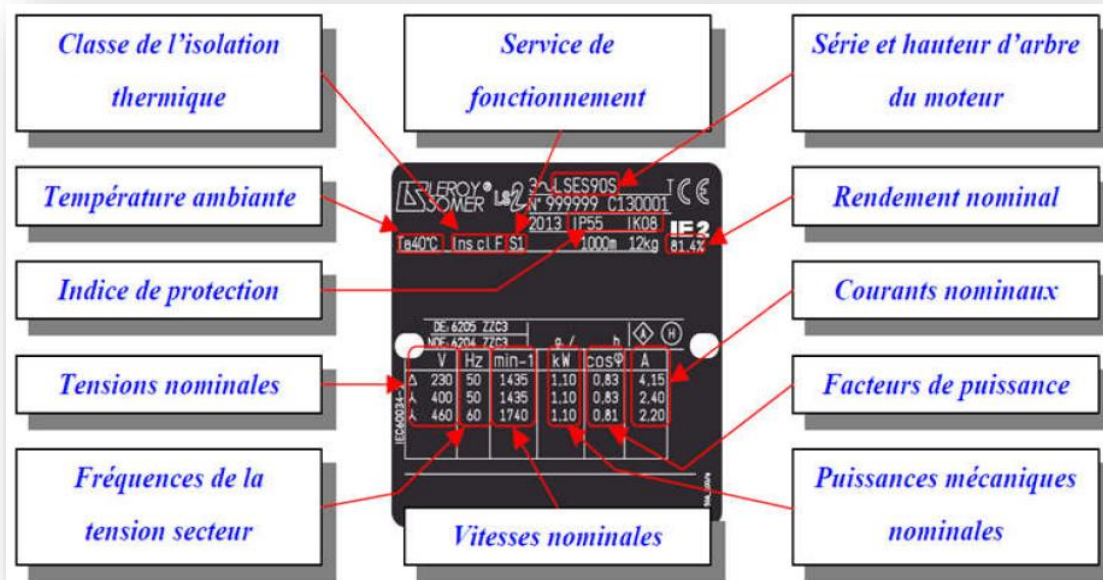 Classe de l'isolation
thermique
Service de
fonctionnement
Série et hauteur d'arbre
du moteur
Température ambiante
Rendement nominal
Indice de protection
Courants nominaux
Tensions nominales
Facteurs de puissance
Fréquences de la
tension secteur
Vitesses nominales
Puissances mécaniques
nominales
LEROY®
SOMER
LS2
3~LSES90S T CE
N° 999999 C130001
2013 IP55 IK08 IE2
Ta40°C Ins cl F S1 1000m 12kg 81.4%
DE: 6205 ZZC3
NDE: 6204 ZZC3 g / h A H
V Hz min-1 kW cosφ A
Δ 230 50 1435 1,10 0,83 4,15
⅄ 400 50 1435 1,10 0,83 2,40
⅄ 460 60 1740 1,10 0,81 2,20